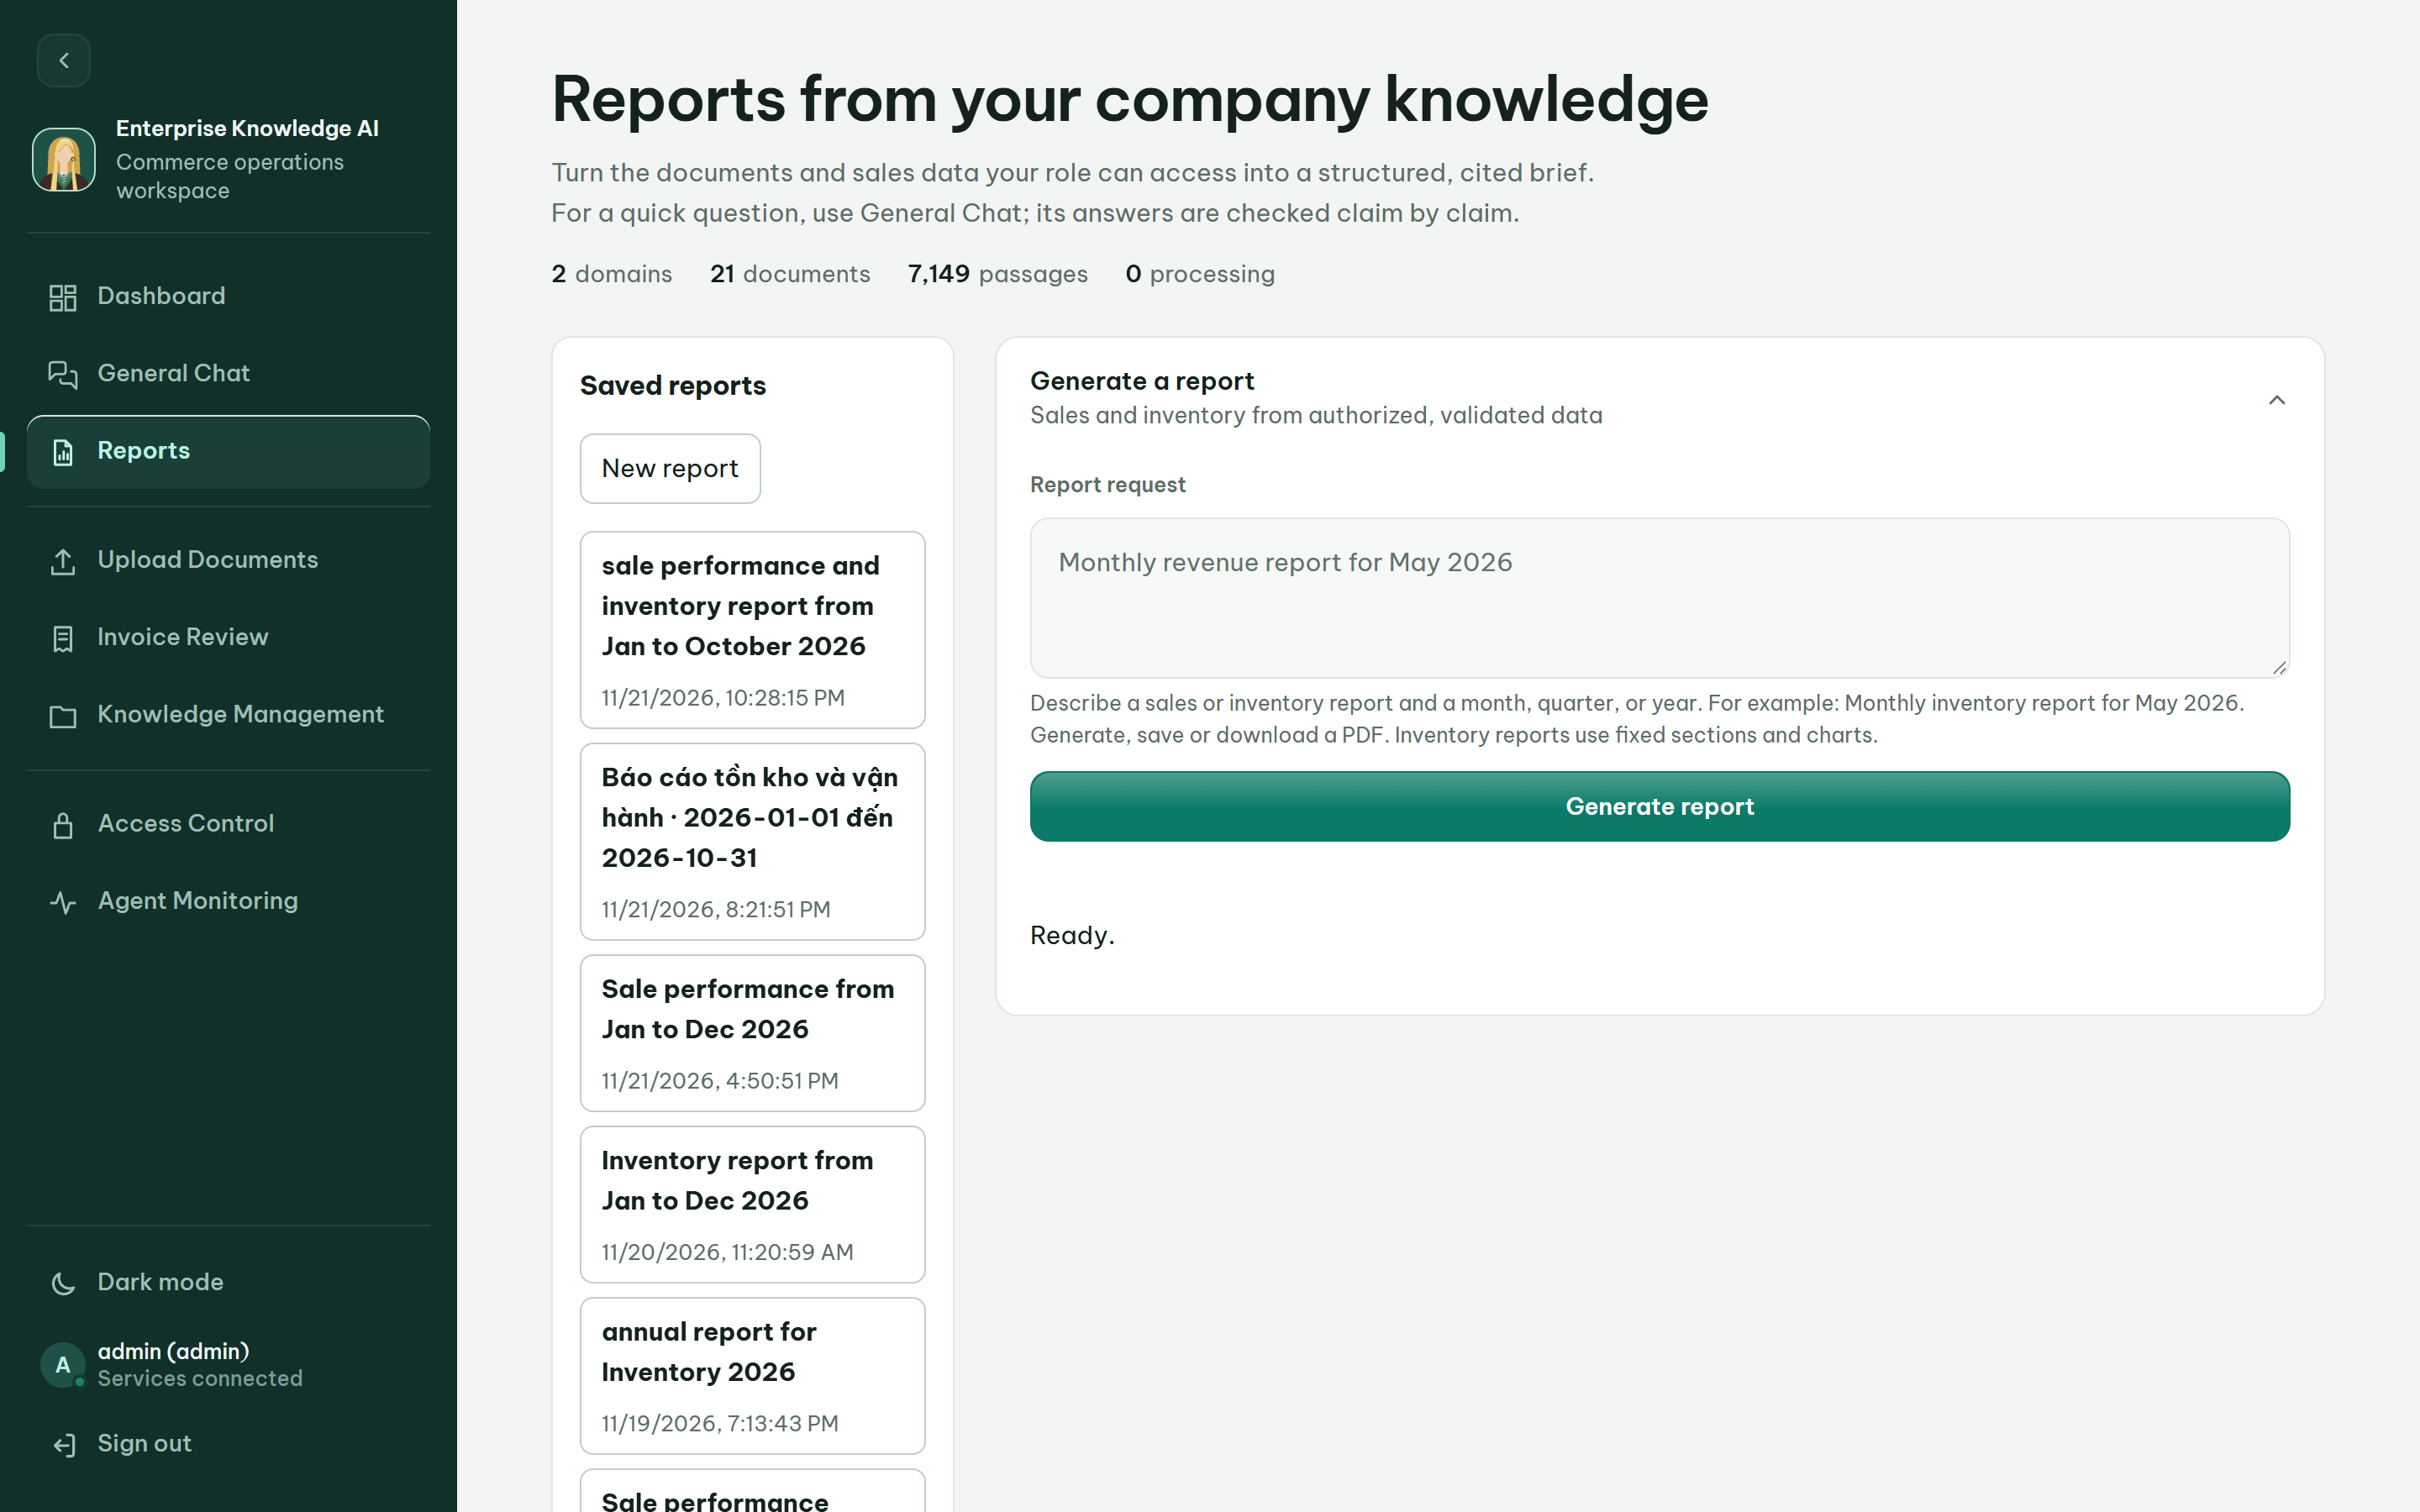 Enterprise Knowledge AI
Commerce operations
workspace
Dashboard
General Chat
Reports
Upload Documents
Invoice Review
Knowledge Management
Access Control
Agent Monitoring
Dark mode
A
admin (admin)
Services connected
Sign out
Reports from your company knowledge
Turn the documents and sales data your role can access into a structured, cited brief.
For a quick question, use General Chat; its answers are checked claim by claim.
2 domains 21 documents 7,149 passages 0 processing
Saved reports
New report
sale performance and
inventory report from
Jan to October 2026
11/21/2026, 10:28:15 PM
Báo cáo tồn kho và vận
hành · 2026-01-01 đến
2026-10-31
11/21/2026, 8:21:51 PM
Sale performance from
Jan to Dec 2026
11/21/2026, 4:50:51 PM
Inventory report from
Jan to Dec 2026
11/20/2026, 11:20:59 AM
annual report for
Inventory 2026
11/19/2026, 7:13:43 PM
Sale performance
Generate a report
Sales and inventory from authorized, validated data
Report request
Monthly revenue report for May 2026
Describe a sales or inventory report and a month, quarter, or year. For example: Monthly inventory report for May 2026.
Generate, save or download a PDF. Inventory reports use fixed sections and charts.
Generate report
Ready.